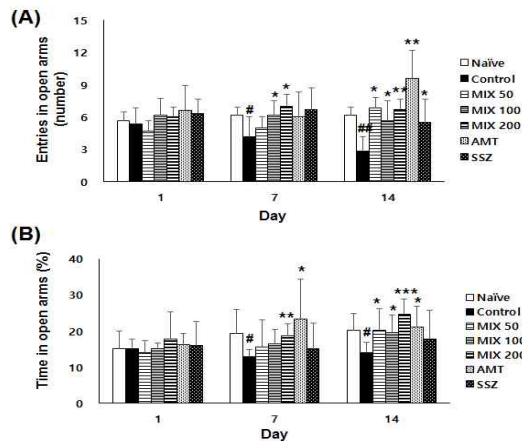 (A)
Entries in open arms
(number)
15
12
9
6
3
0
#
*
*
##
*
*
**
**
*
1
7
14
Day
Naïve
Control
MIX 50
MIX 100
MIX 200
AMT
SSZ
(B)
Time in open arms (%)
40
30
20
10
0
#
**
*
#
*
*
***
*
1
7
14
Day
Naïve
Control
MIX 50
MIX 100
MIX 200
AMT
SSZ